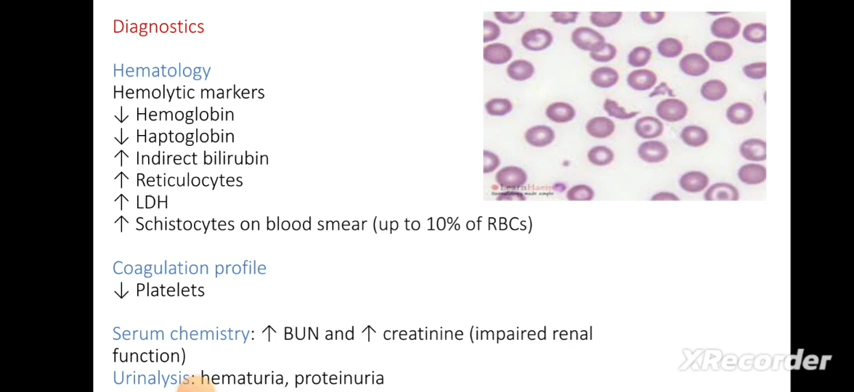 Diagnostics
Hematology
Hemolytic markers
↓ Hemoglobin
↓ Haptoglobin
↑ Indirect bilirubin
↑ Reticulocytes
↑ LDH
↑ Schistocytes on blood smear (up to 10% of RBCs)
Coagulation profile
↓ Platelets
Serum chemistry: ↑ BUN and ↑ creatinine (impaired renal
function)
Urinalysis: hematuria, proteinuria
XRecorder